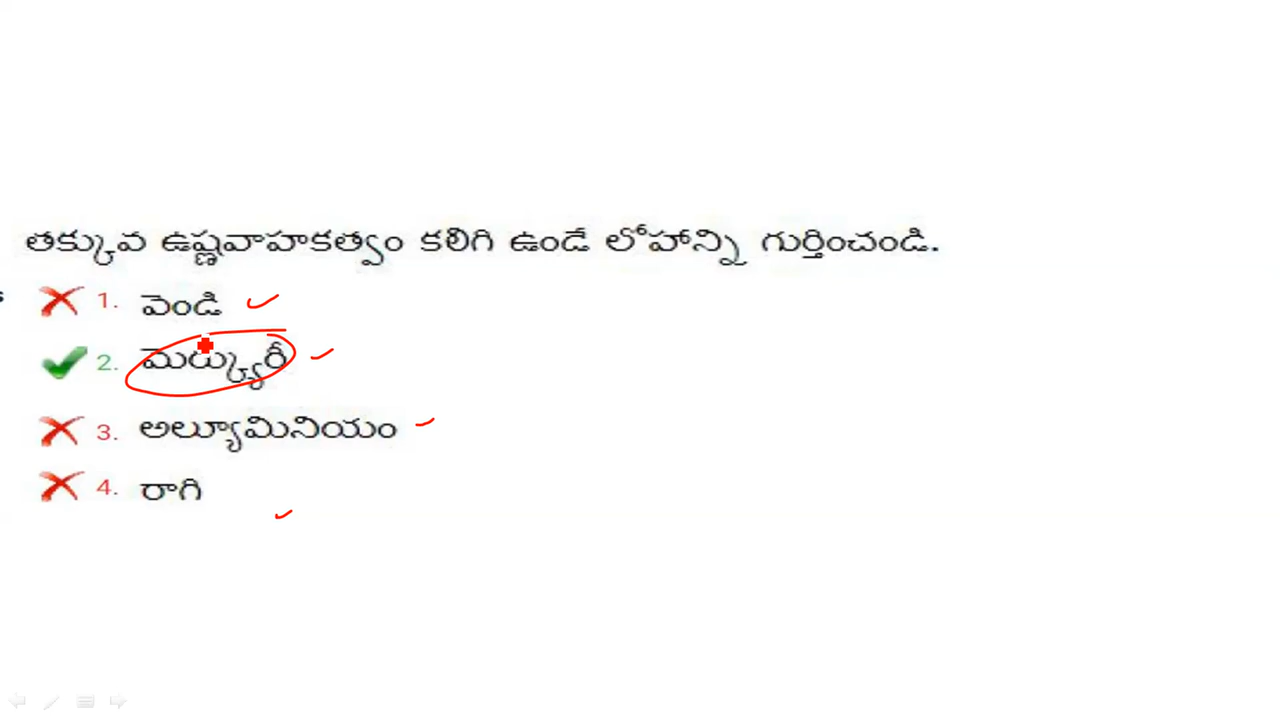 తక్కువ ఉష్ణవాహకత్వం కలిగి ఉండే లోహాన్ని గుర్తించండి.
1. వెండి
2. మెర్క్యురీ
3. అల్యూమినియం
4. రాగి